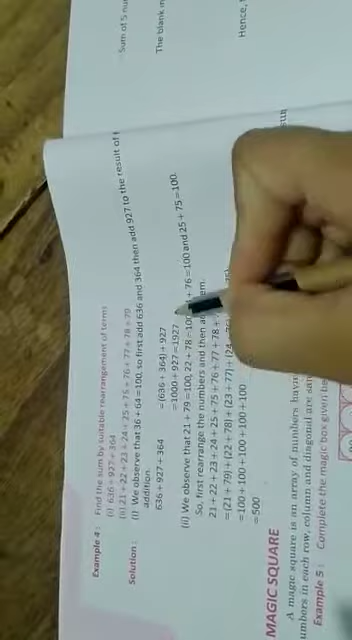 Sum of 5 nu
The blank in
Hence,
Example 4 : Find the sum by suitable rearrangement of terms
(i) 636 + 927 + 364
(ii) 21 + 22 + 23 + 24 + 25 + 75 + 76 + 77 + 78 + 79
Solution : (i) We observe that 36 + 64 = 100, so first add 636 and 364 then add 927 to the result of
addition.
636 + 927 + 364 = (636 + 364) + 927
= 1000 + 927 = 1927
(ii) We observe that 21 + 79 = 100, 22 + 78 = 100 + 76 = 100 and 25 + 75 = 100.
So, first rearrange the numbers and then
21 + 22 + 23 + 24 + 25 + 75 + 76 + 77 + 78 +
= (21 + 79) + (22 + 78) + (23 + 77) + (24
= 100 + 100 + 100 + 100 + 100
= 500
MAGIC SQUARE
A magic square is an array of numbers
umbers in each row, column and diagonal are
Example 5 : Complete the magic box given